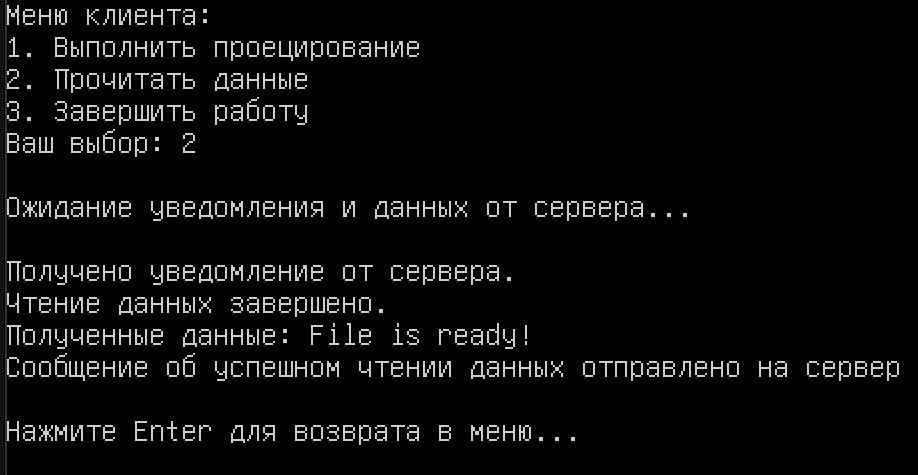 Меню клиента:
1. Выполнить проецирование
2. Прочитать данные
3. Завершить работу
Ваш выбор: 2
Ожидание уведомления и данных от сервера...
Получено уведомление от сервера.
Чтение данных завершено.
Полученные данные: File is ready!
Сообщение об успешном чтении данных отправлено на сервер
Нажмите Enter для возврата в меню...